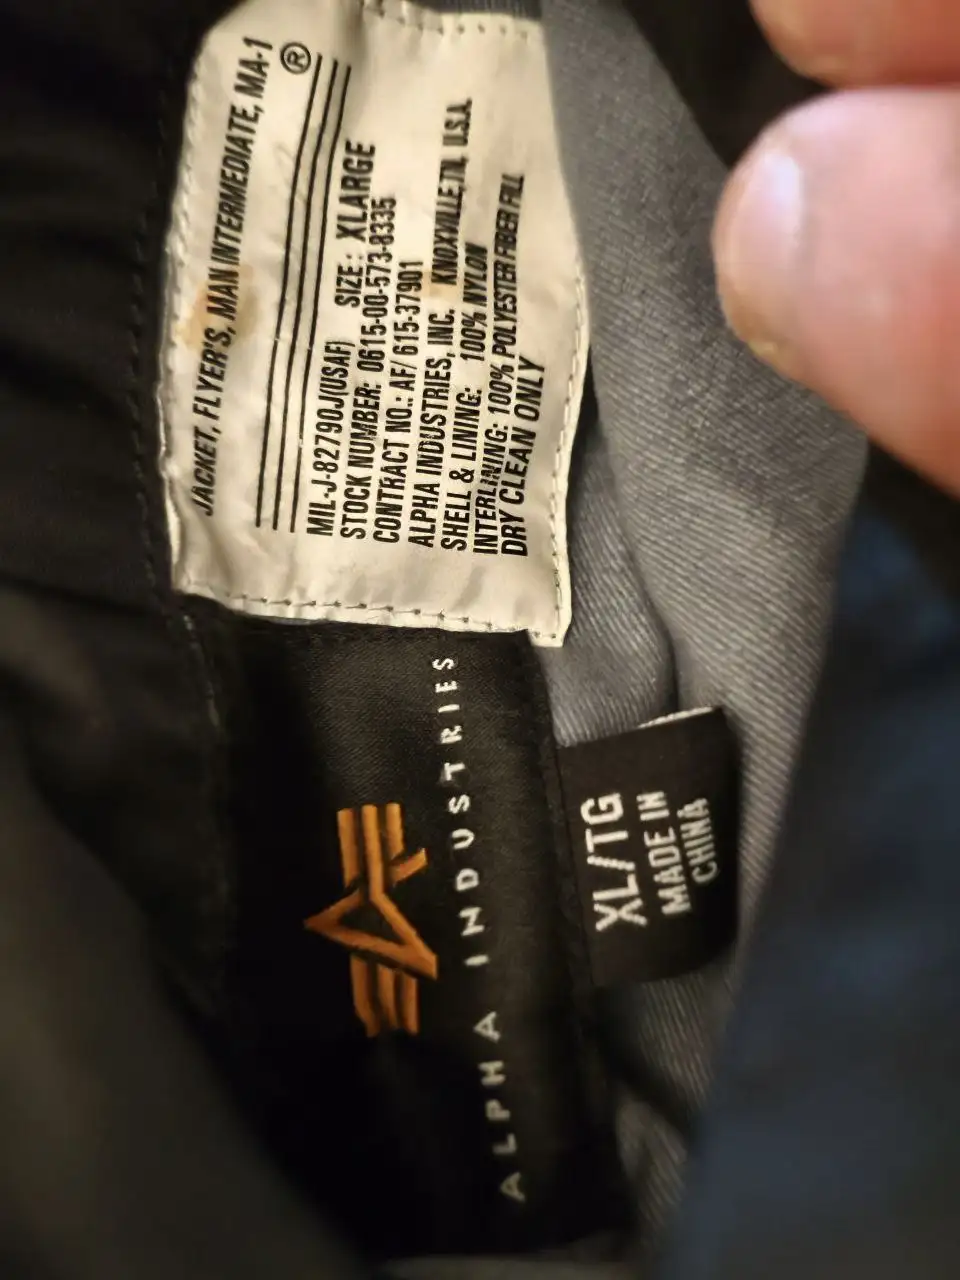 JACKET, FLYER'S, MAN INTERMEDIATE, MA-1
®
MIL-J-82790J(USAF) SIZE: XLARGE
STOCK NUMBER: 0615-00-573-8335
CONTRACT NO.: AF/ 615-37901
ALPHA INDUSTRIES, INC. KNOXVILLE,TN, U.S.A.
SHELL & LINING: 100% NYLON
INTERLINING: 100% POLYESTER FIBER FILL
DRY CLEAN ONLY
ALPHA INDUSTRIES
XL/TG
MADE IN
CHINA